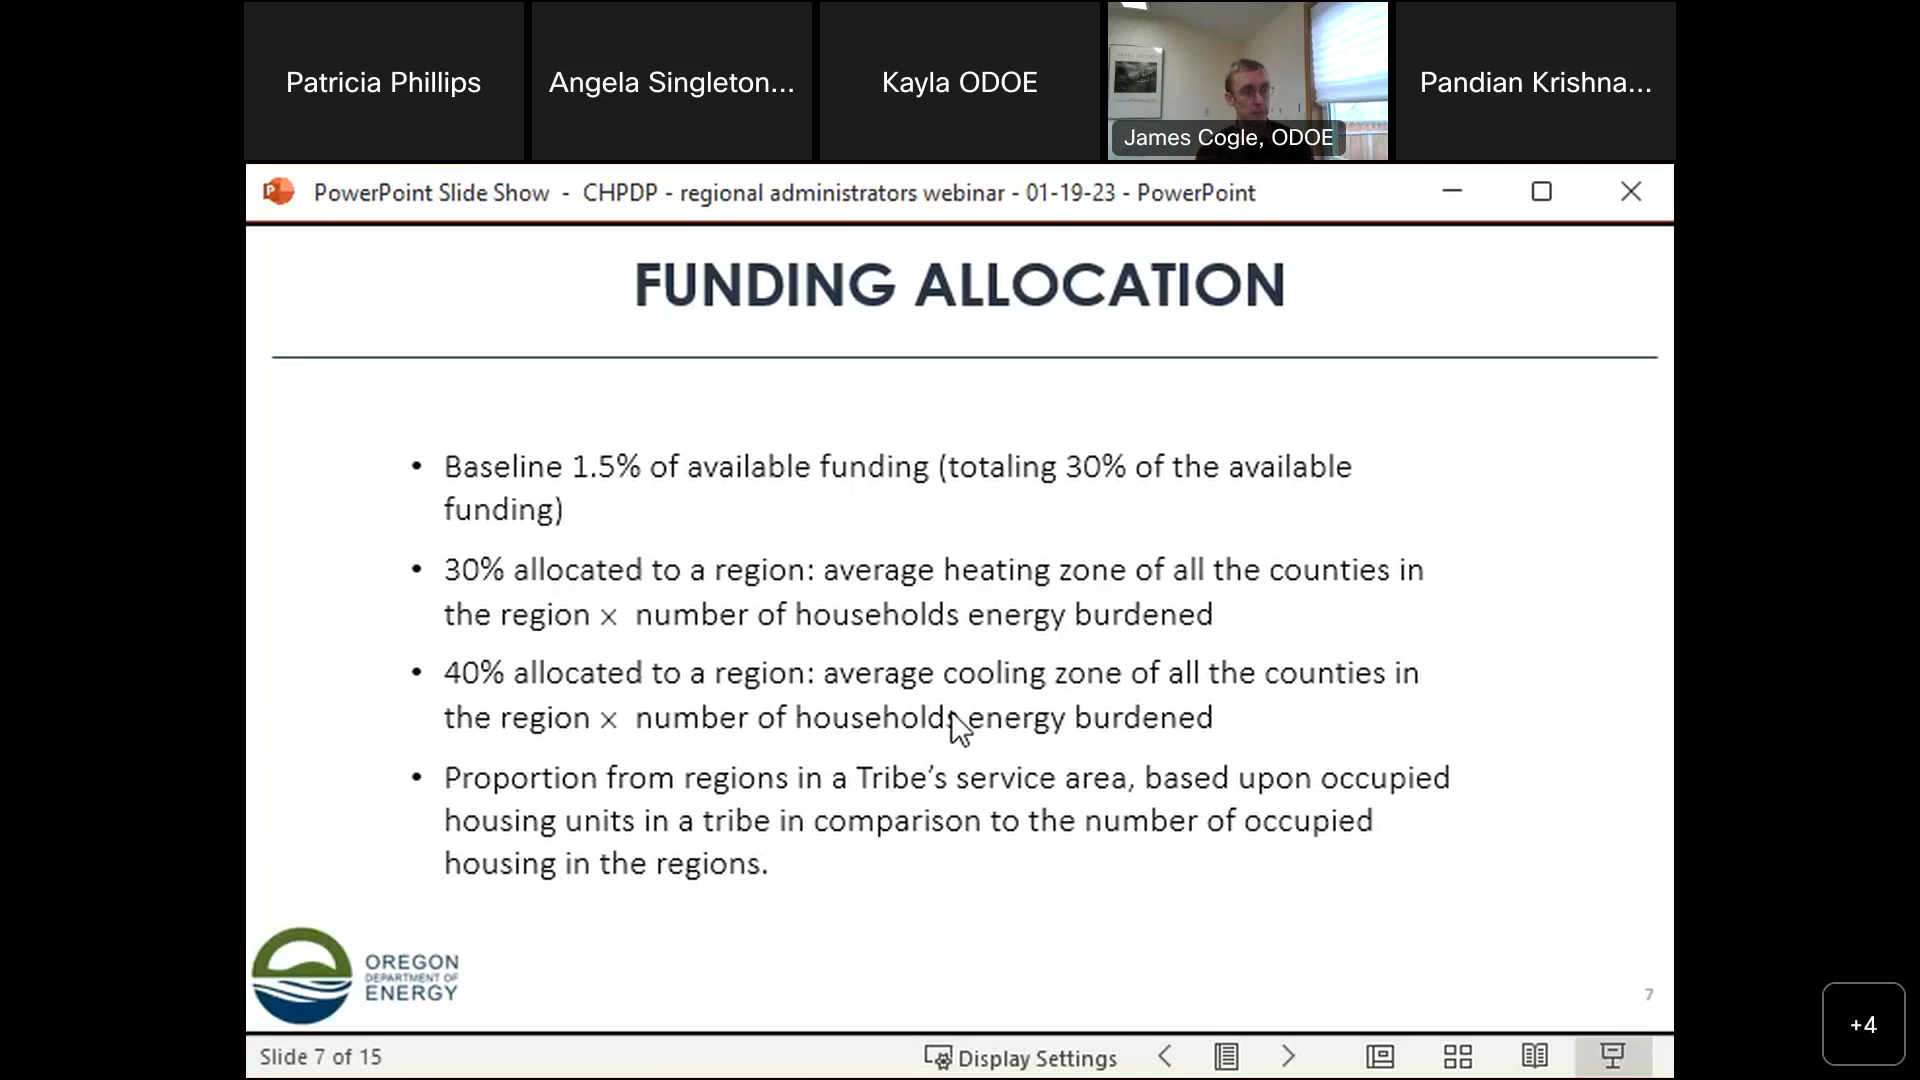 Patricia Phillips
Angela Singleton...
Kayla ODOE
James Cogle, ODOE
Pandian Krishna...
PowerPoint Slide Show - CHPDP - regional administrators webinar - 01-19-23 - PowerPoint
FUNDING ALLOCATION
• Baseline 1.5% of available funding (totaling 30% of the available
funding)
• 30% allocated to a region: average heating zone of all the counties in
the region × number of households energy burdened
• 40% allocated to a region: average cooling zone of all the counties in
the region × number of households energy burdened
• Proportion from regions in a Tribe’s service area, based upon occupied
housing units in a tribe in comparison to the number of occupied
housing in the regions.
OREGON
DEPARTMENT OF
ENERGY
7
+4
Slide 7 of 15
Display Settings